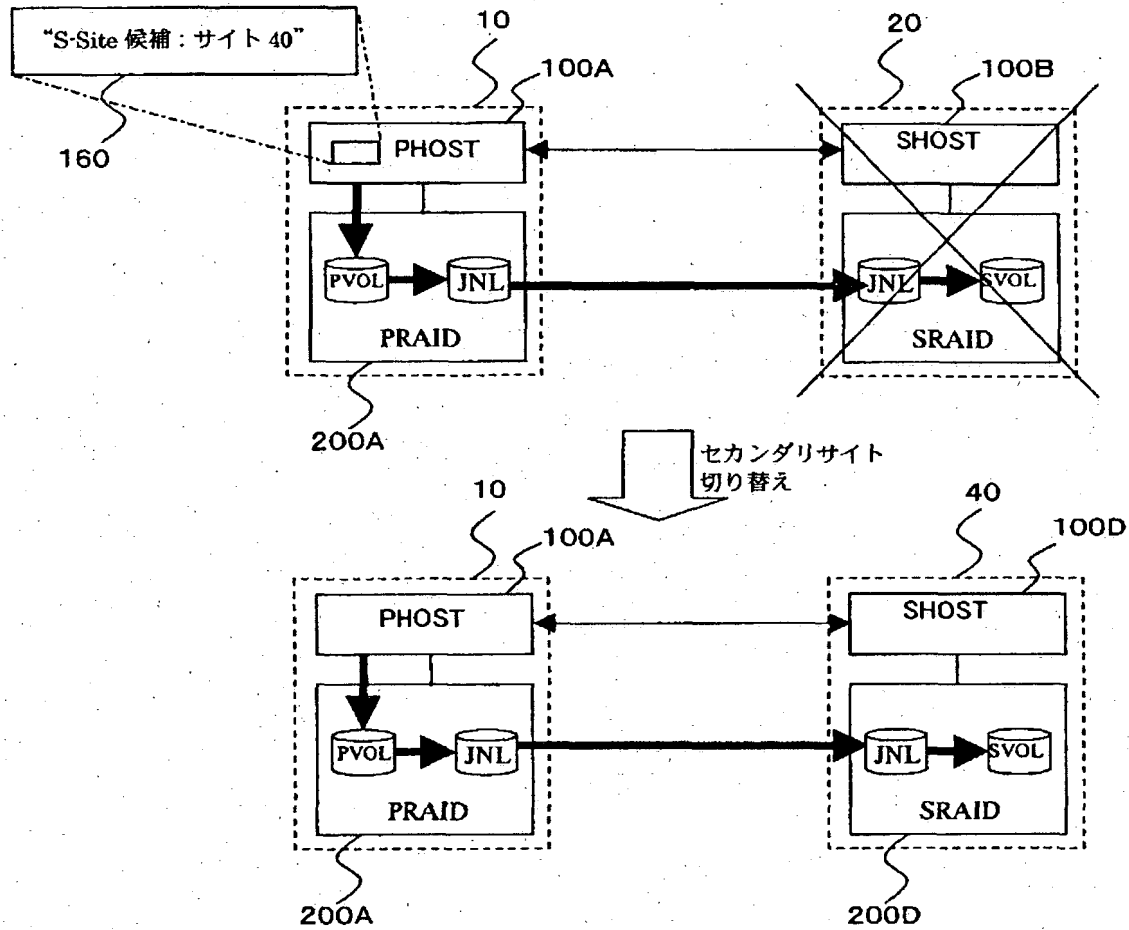 “S-Site 候補：サイト 40”
10
20
100A
100B
160
PHOST
SHOST
PVOL
JNL
JNL
SVOL
PRAID
SRAID
200A
セカンダリサイト
切り替え
10
40
100A
100D
PHOST
SHOST
PVOL
JNL
JNL
SVOL
PRAID
SRAID
200A
200D